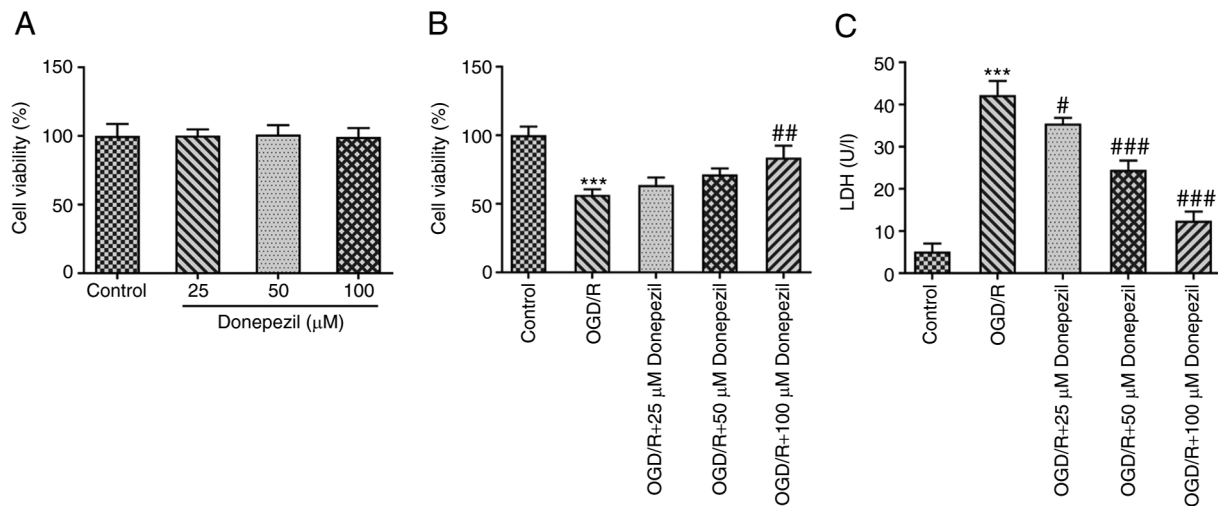 A
Cell viability (%)
150
100
50
0
Control
25
50
100
Donepezil (μM)
B
Cell viability (%)
150
100
50
0
***
##
Control
OGD/R
OGD/R+25 μM Donepezil
OGD/R+50 μM Donepezil
OGD/R+100 μM Donepezil
C
LDH (U/l)
50
40
30
20
10
0
***
#
###
###
Control
OGD/R
OGD/R+25 μM Donepezil
OGD/R+50 μM Donepezil
OGD/R+100 μM Donepezil